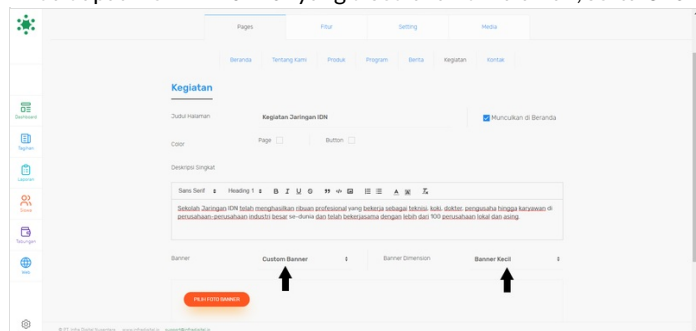 Pages Fitur Setting Media
Beranda Tentang Kami Produk Program Berita Kegiatan Kontak
Kegiatan
Judul Halaman Kegiatan Jaringan IDN Munculkan di Beranda
Color Page Button
Deskripsi Singkat
Sans Serif Heading 1 B I U S
Sekolah Jaringan IDN telah menghasilkan ribuan profesional yang bekerja sebagai teknisi, koki, dokter, pengusaha hingga karyawan di
perusahaan-perusahaan industri besar se-dunia dan telah bekerjasama dengan lebih dari 100 perusahaan lokal dan asing.
Banner Custom Banner Banner Dimension Banner Kecil
PILIH FOTO BANNER
Dashboard
Tagihan
Laporan
Siswa
Tabungan
Web